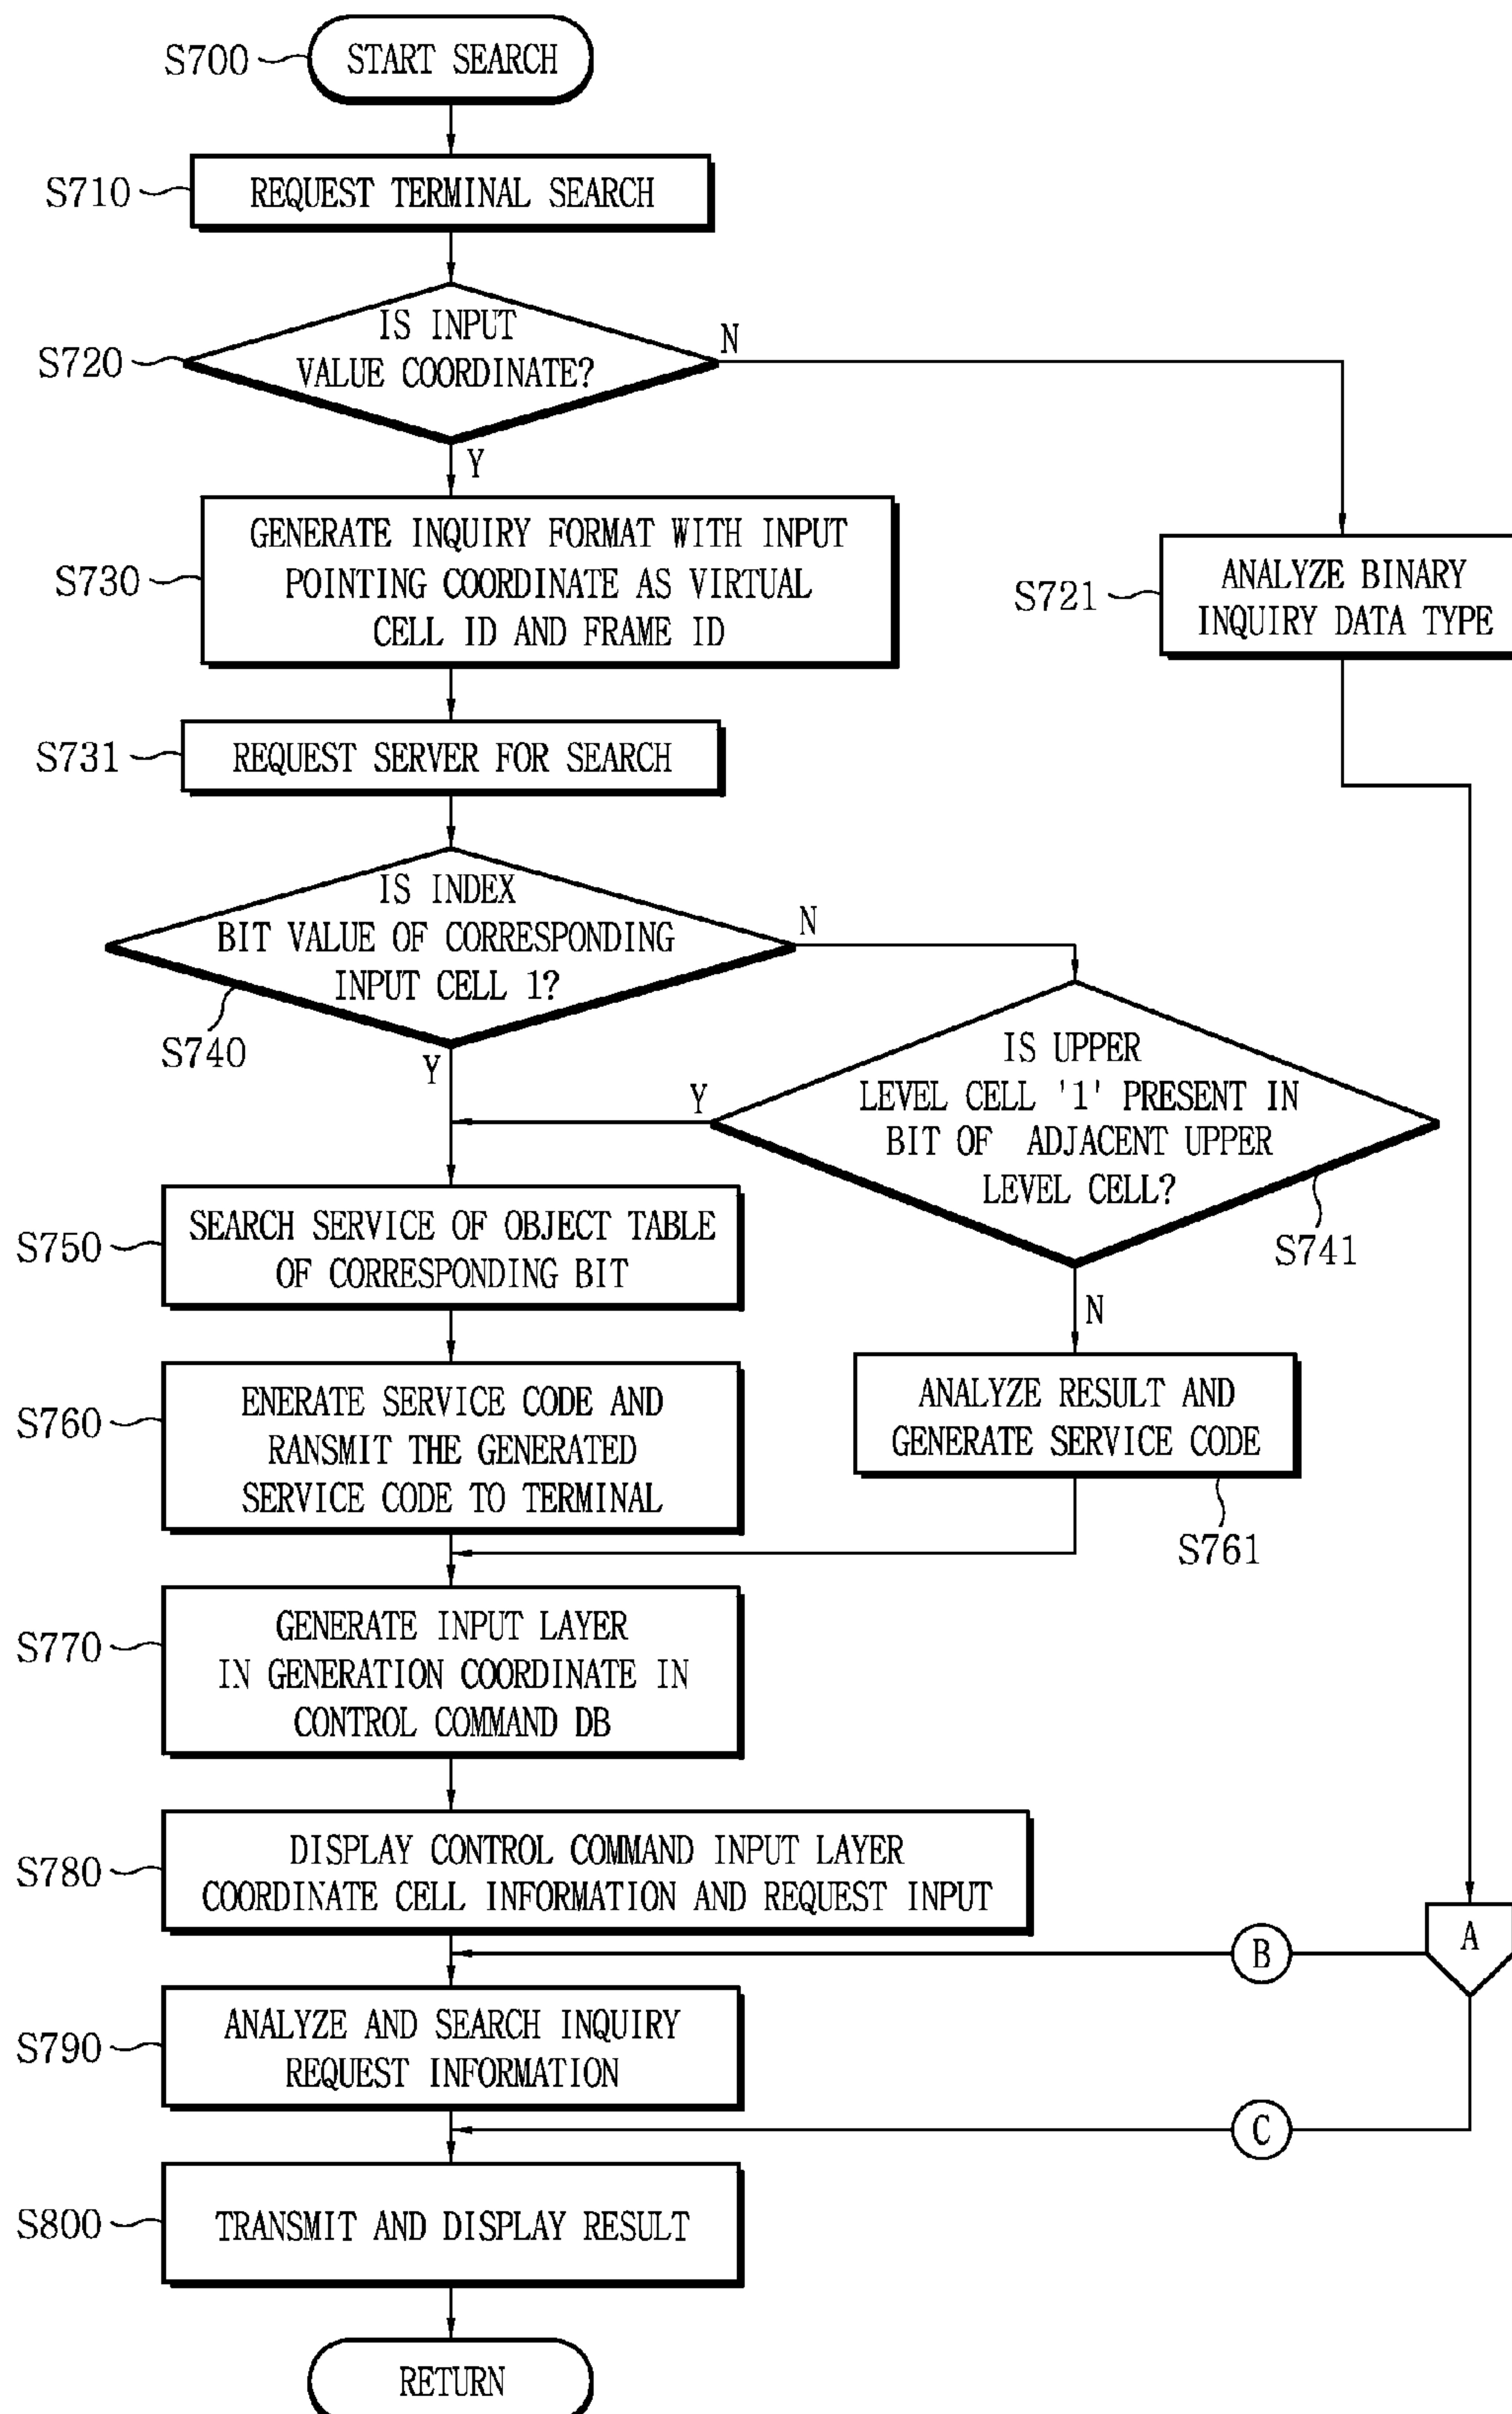 S700
START SEARCH
S710
REQUEST TERMINAL SEARCH
S720
IS INPUT
VALUE COORDINATE?
N
Y
S730
GENERATE INQUIRY FORMAT WITH INPUT
POINTING COORDINATE AS VIRTUAL
CELL ID AND FRAME ID
S721
ANALYZE BINARY
INQUIRY DATA TYPE
S731
REQUEST SERVER FOR SEARCH
IS INDEX
BIT VALUE OF CORRESPONDING
INPUT CELL 1?
N
S740
Y
IS UPPER
LEVEL CELL '1' PRESENT IN
BIT OF ADJACENT UPPER
LEVEL CELL?
Y
S741
N
S750
SEARCH SERVICE OF OBJECT TABLE
OF CORRESPONDING BIT
S760
ENERATE SERVICE CODE AND
RANSMIT THE GENERATED
SERVICE CODE TO TERMINAL
ANALYZE RESULT AND
GENERATE SERVICE CODE
S761
S770
GENERATE INPUT LAYER
IN GENERATION COORDINATE IN
CONTROL COMMAND DB
S780
DISPLAY CONTROL COMMAND INPUT LAYER
COORDINATE CELL INFORMATION AND REQUEST INPUT
A
B
S790
ANALYZE AND SEARCH INQUIRY
REQUEST INFORMATION
C
S800
TRANSMIT AND DISPLAY RESULT
RETURN